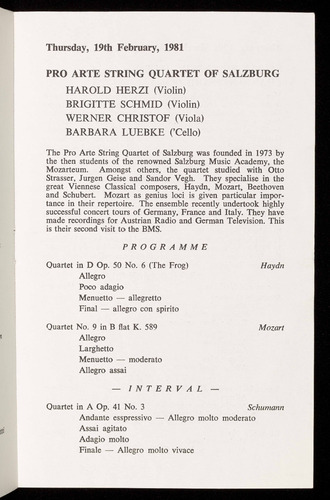 Thursday, 19th February, 1981
PRO ARTE STRING QUARTET OF SALZBURG
HAROLD HERZI (Violin)
BRIGITTE SCHMID (Violin)
WERNER CHRISTOF (Viola)
BARBARA LUEBKE ('Cello)
The Pro Arte String Quartet of Salzburg was founded in 1973 by
the then students of the renowned Salzburg Music Academy, the
Mozarteum. Amongst others, the quartet studied with Otto
Strasser, Jurgen Geise and Sandor Vegh. They specialise in the
great Viennese Classical composers, Haydn, Mozart, Beethoven
and Schubert. Mozart as genius loci is given particular impor-
tance in their repertoire. The ensemble recently undertook highly
successful concert tours of Germany, France and Italy. They have
made recordings for Austrian Radio and German Television. This
is their second visit to the BMS.
PROGRAMME
Quartet in D Op. 50 No. 6 (The Frog) Haydn
Allegro
Poco adagio
Menuetto — allegretto
Final — allegro con spirito
Quartet No. 9 in B flat K. 589 Mozart
Allegro
Larghetto
Menuetto — moderato
Allegro assai
— INTERVAL —
Quartet in A Op. 41 No. 3 Schumann
Andante esspressivo — Allegro molto moderato
Assai agitato
Adagio molto
Finale — Allegro molto vivace